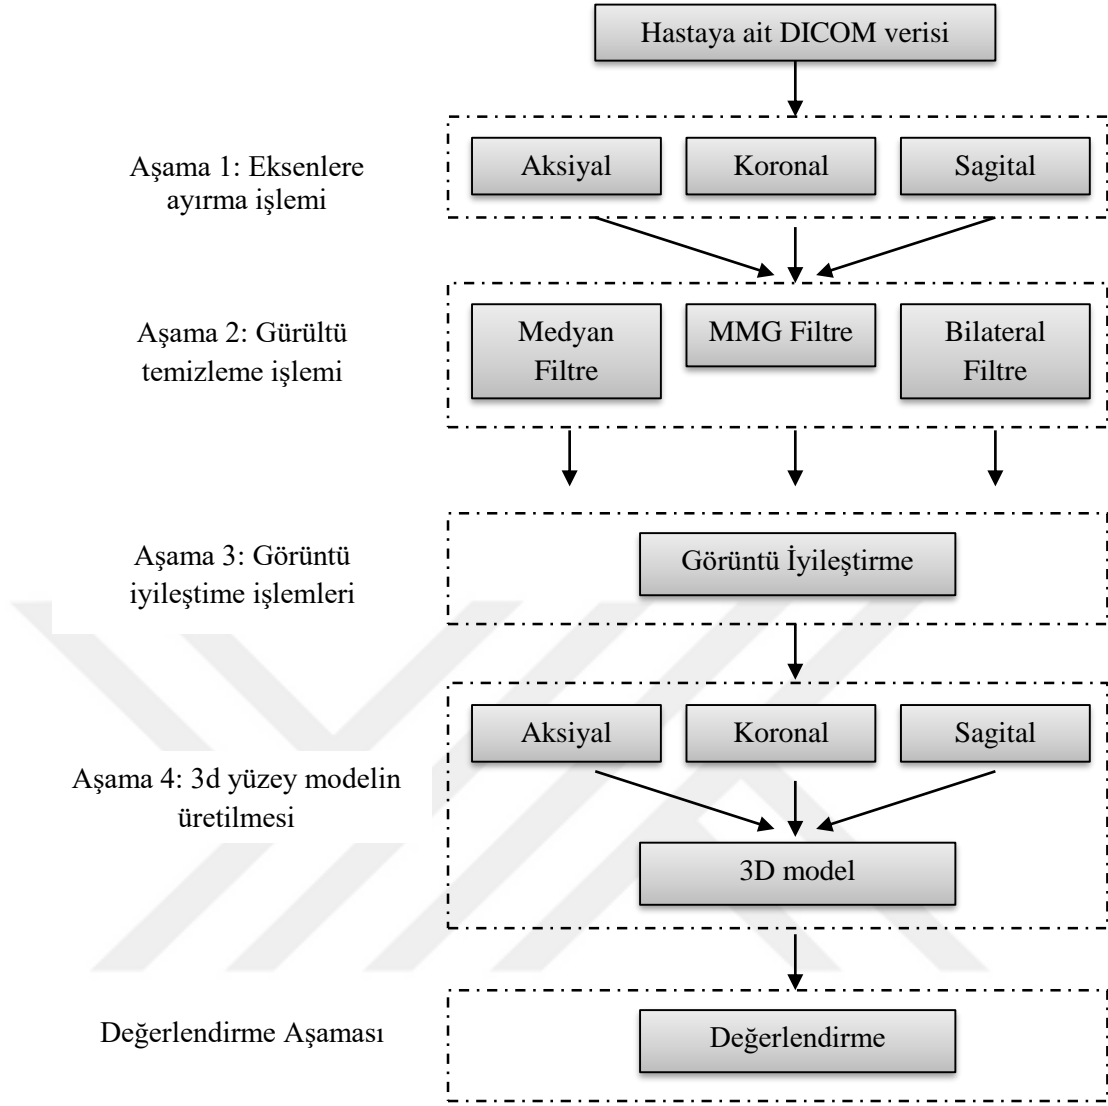 Hastaya ait DICOM verisi
Aşama 1: Eksenlere
ayırma işlemi
Aksiyal
Koronal
Sagital
Aşama 2: Gürültü
temizleme işlemi
Medyan
Filtre
MMG Filtre
Bilateral
Filtre
Aşama 3: Görüntü
iyileştime işlemleri
Görüntü İyileştirme
Aşama 4: 3d yüzey modelin
üretilmesi
Aksiyal
Koronal
Sagital
3D model
Değerlendirme Aşaması
Değerlendirme